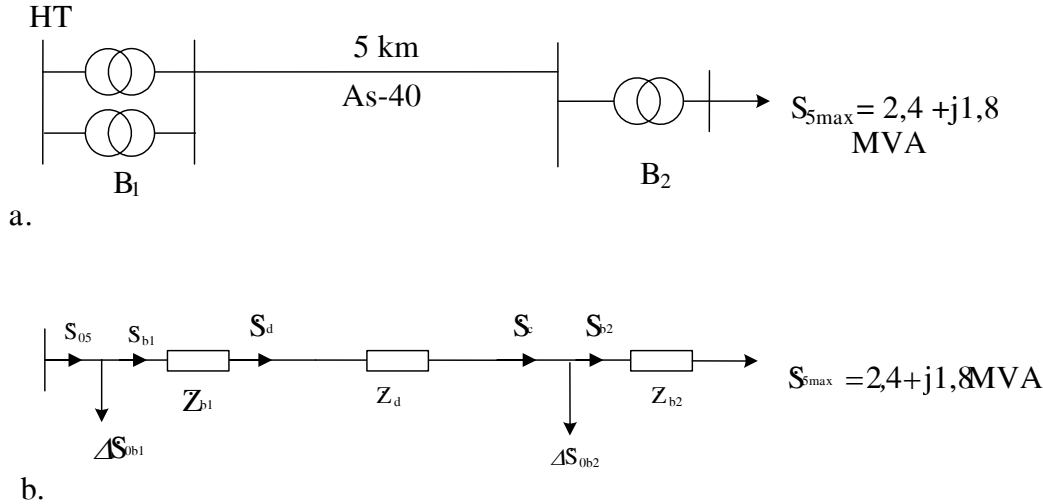 HT
5 km
As-40
B1
B2
S5max = 2,4 +j1,8
MVA
a.
S05
Sb1
Sd
Sc
Sb2
Zb1
Zd
Zb2
S5max = 2,4+j1,8MVA
ΔS0b1
ΔS0b2
b.